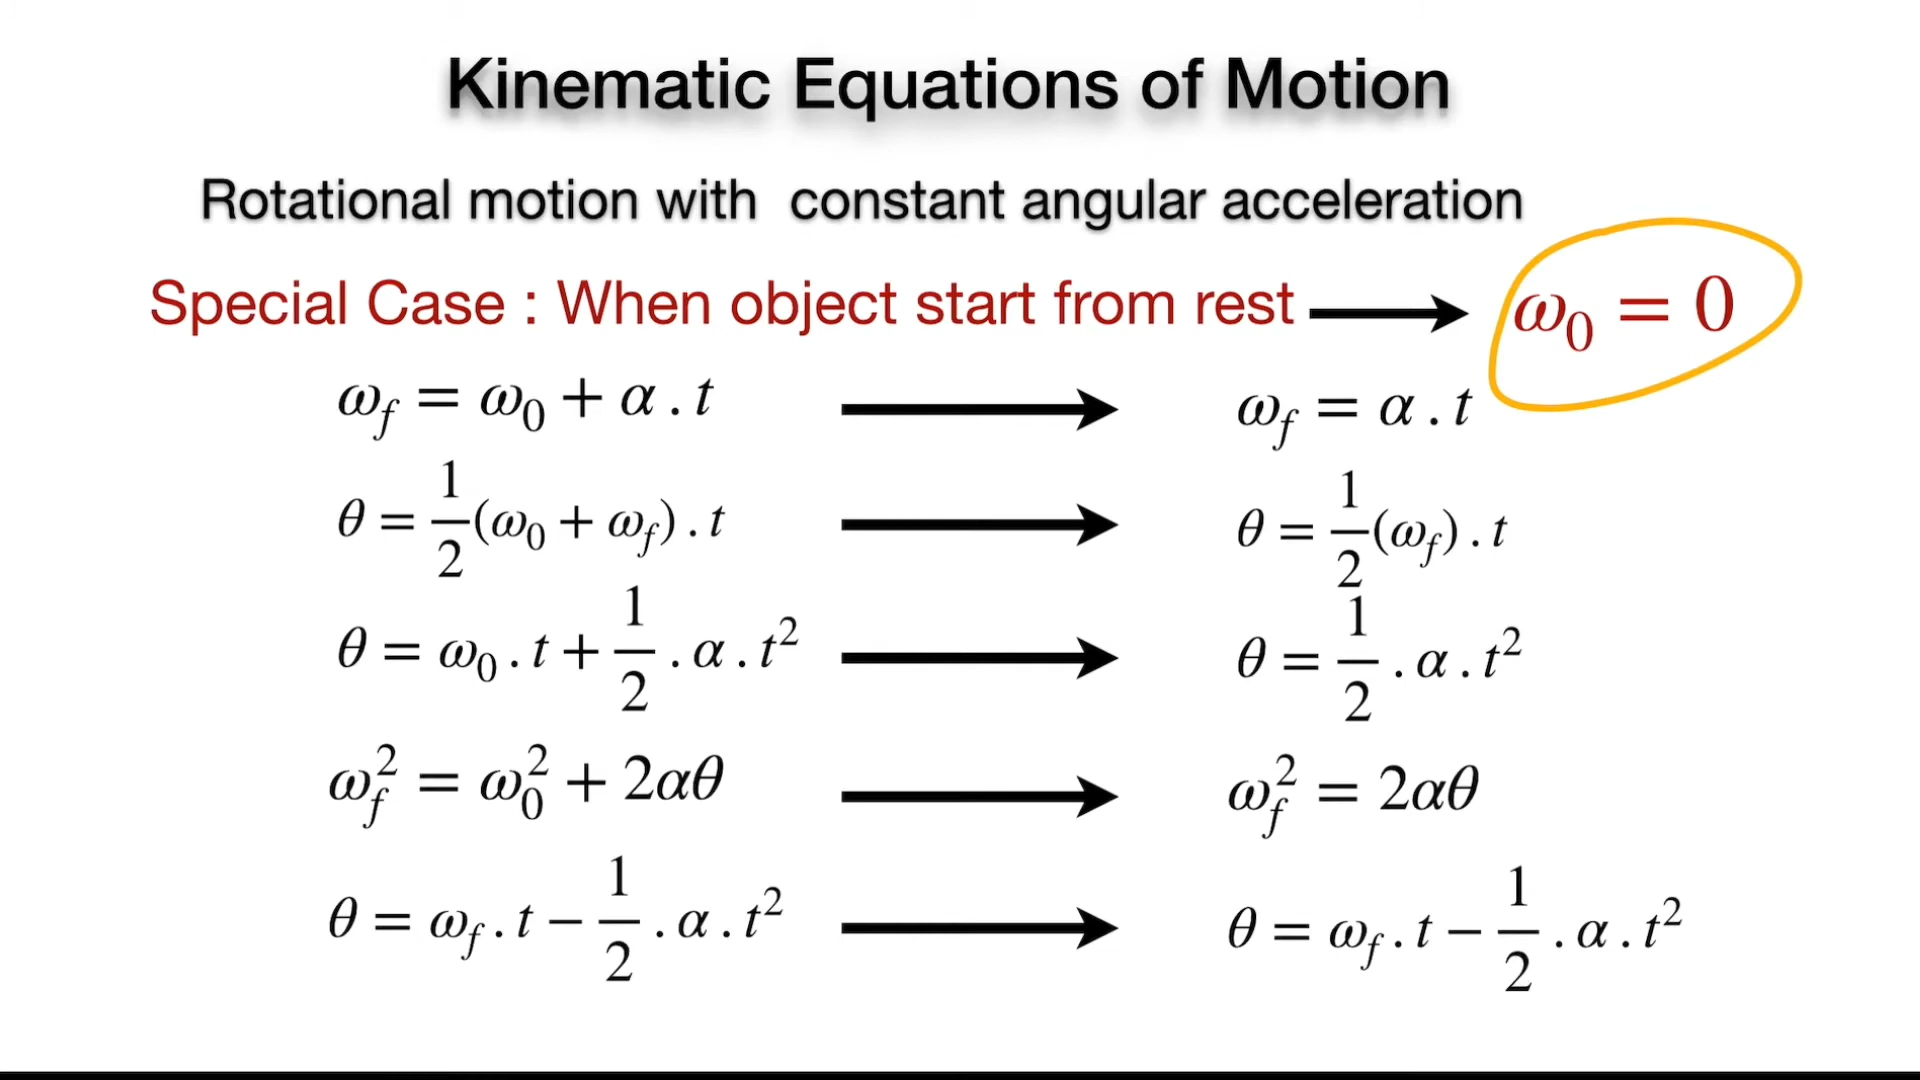 Kinematic Equations of Motion
Rotational motion with constant angular acceleration
Special Case : When object start from rest ω₀ = 0
ω_f = ω₀ + α . t ω_f = α . t
θ = 1/2 (ω₀ + ω_f) . t θ = 1/2 (ω_f) . t
θ = ω₀ . t + 1/2 . α . t² θ = 1/2 . α . t²
ω_f² = ω₀² + 2αθ ω_f² = 2αθ
θ = ω_f . t − 1/2 . α . t² θ = ω_f . t − 1/2 . α . t²